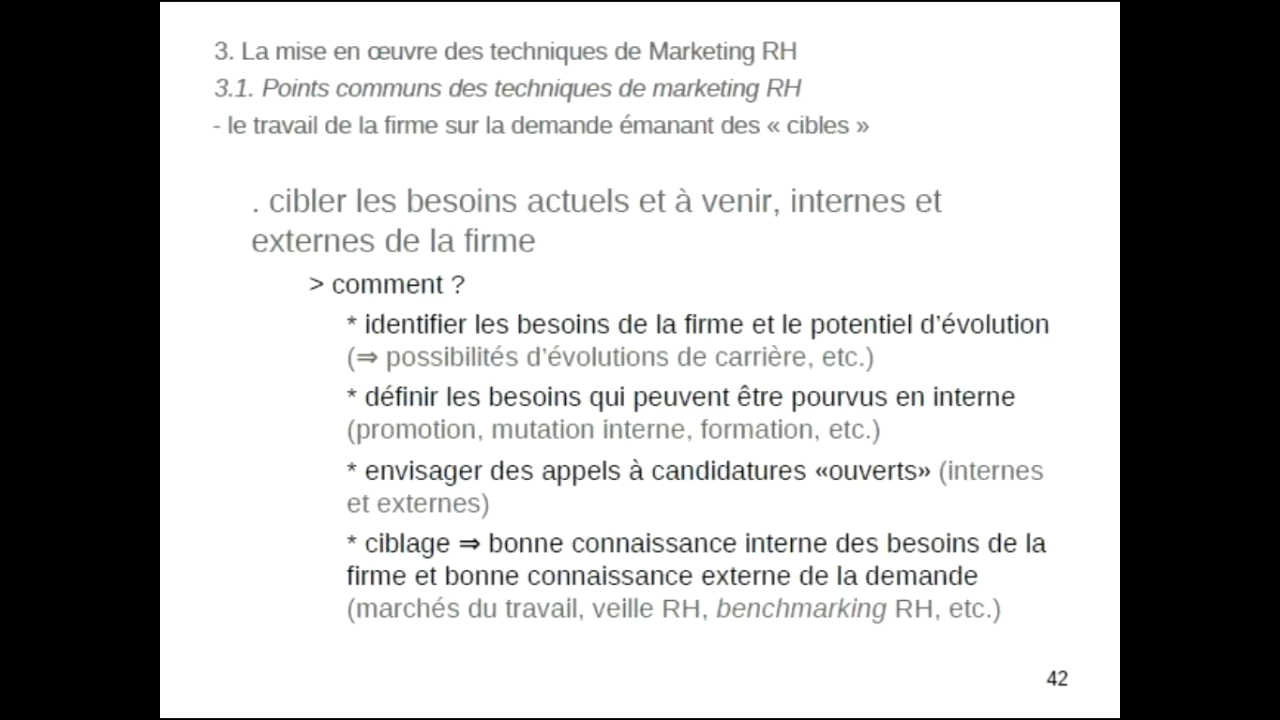 3. La mise en œuvre des techniques de Marketing RH
3.1. Points communs des techniques de marketing RH
- le travail de la firme sur la demande émanant des « cibles »
. cibler les besoins actuels et à venir, internes et
externes de la firme
> comment ?
* identifier les besoins de la firme et le potentiel d’évolution
(⇒ possibilités d’évolutions de carrière, etc.)
* définir les besoins qui peuvent être pourvus en interne
(promotion, mutation interne, formation, etc.)
* envisager des appels à candidatures «ouverts» (internes
et externes)
* ciblage ⇒ bonne connaissance interne des besoins de la
firme et bonne connaissance externe de la demande
(marchés du travail, veille RH, benchmarking RH, etc.)
42